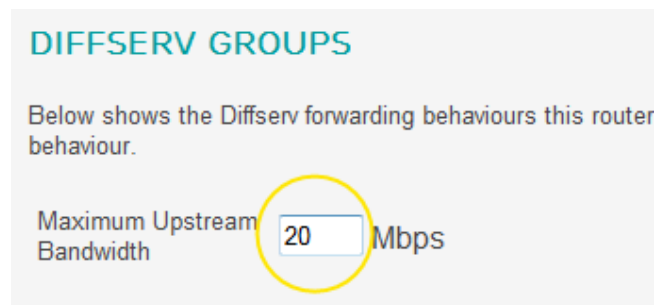 DIFFSERV GROUPS
Below shows the Diffserv forwarding behaviours this router
behaviour.
Maximum Upstream
Bandwidth
20 Mbps